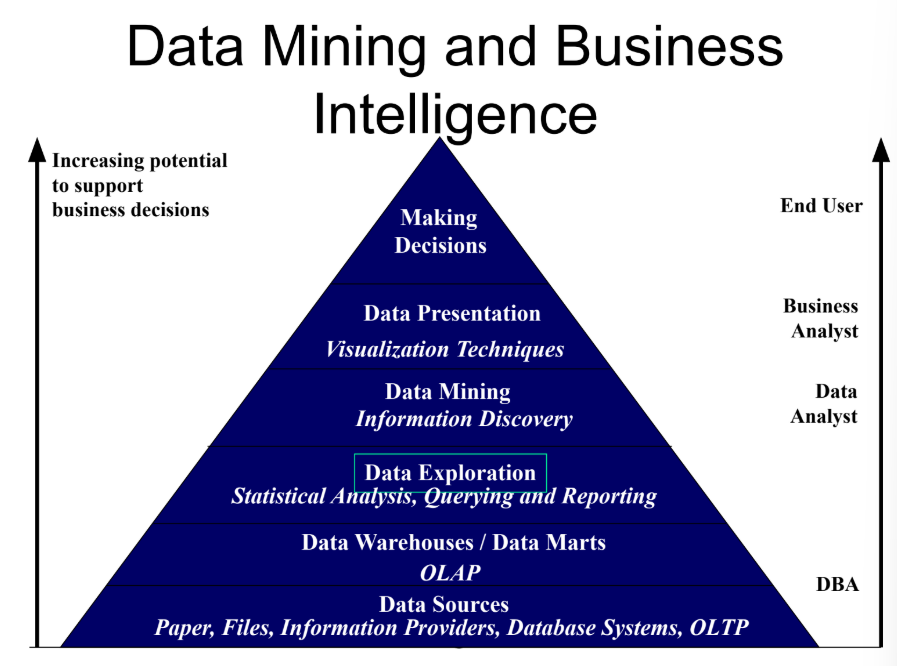 Data Mining and Business
Intelligence
Increasing potential
to support
business decisions
Making
Decisions
End User
Data Presentation
Visualization Techniques
Business
Analyst
Data Mining
Information Discovery
Data
Analyst
Data Exploration
Statistical Analysis, Querying and Reporting
Data Warehouses / Data Marts
OLAP
DBA
Data Sources
Paper, Files, Information Providers, Database Systems, OLTP